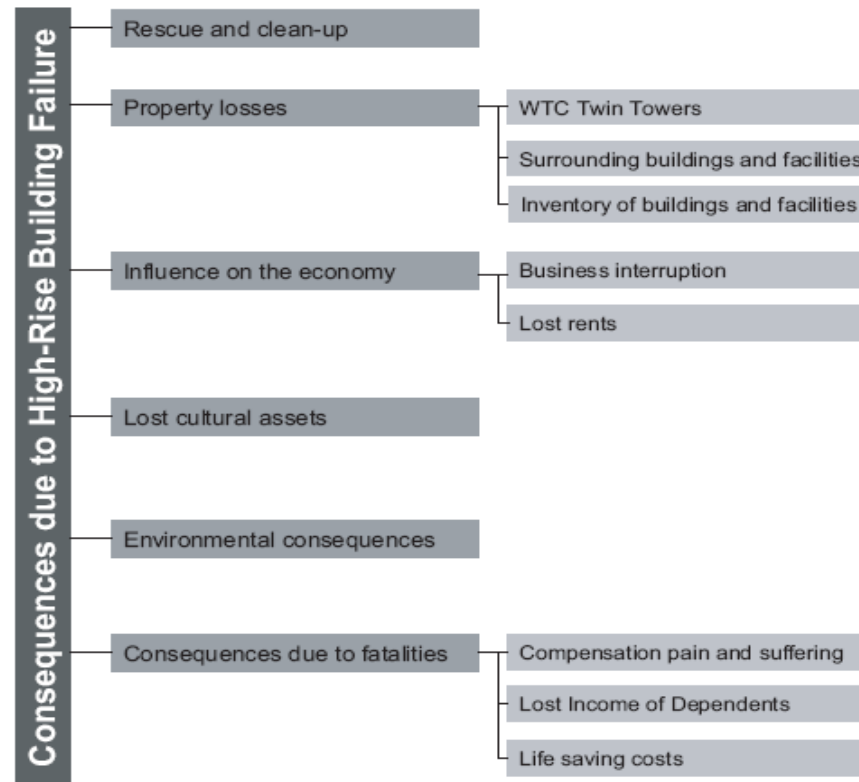 Consequences due to High-Rise Building Failure
Rescue and clean-up
Property losses
WTC Twin Towers
Surrounding buildings and facilities
Inventory of buildings and facilities
Influence on the economy
Business interruption
Lost rents
Lost cultural assets
Environmental consequences
Consequences due to fatalities
Compensation pain and suffering
Lost Income of Dependents
Life saving costs